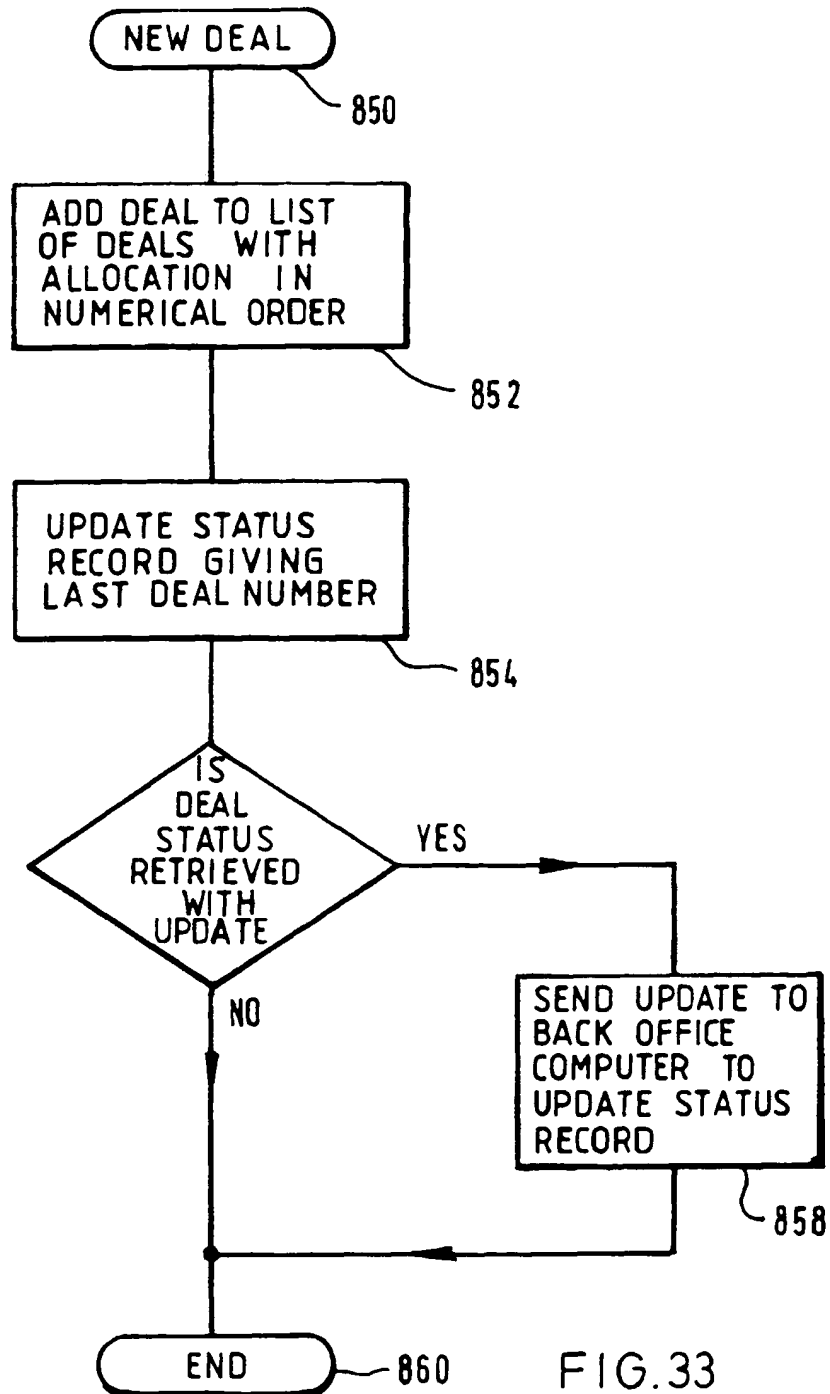 NEW DEAL
850
ADD DEAL TO LIST
OF DEALS WITH
ALLOCATION IN
NUMERICAL ORDER
852
UPDATE STATUS
RECORD GIVING
LAST DEAL NUMBER
854
IS
DEAL
STATUS
RETRIEVED
WITH
UPDATE
YES
NO
SEND UPDATE TO
BACK OFFICE
COMPUTER TO
UPDATE STATUS
RECORD
858
END
860
FIG.33